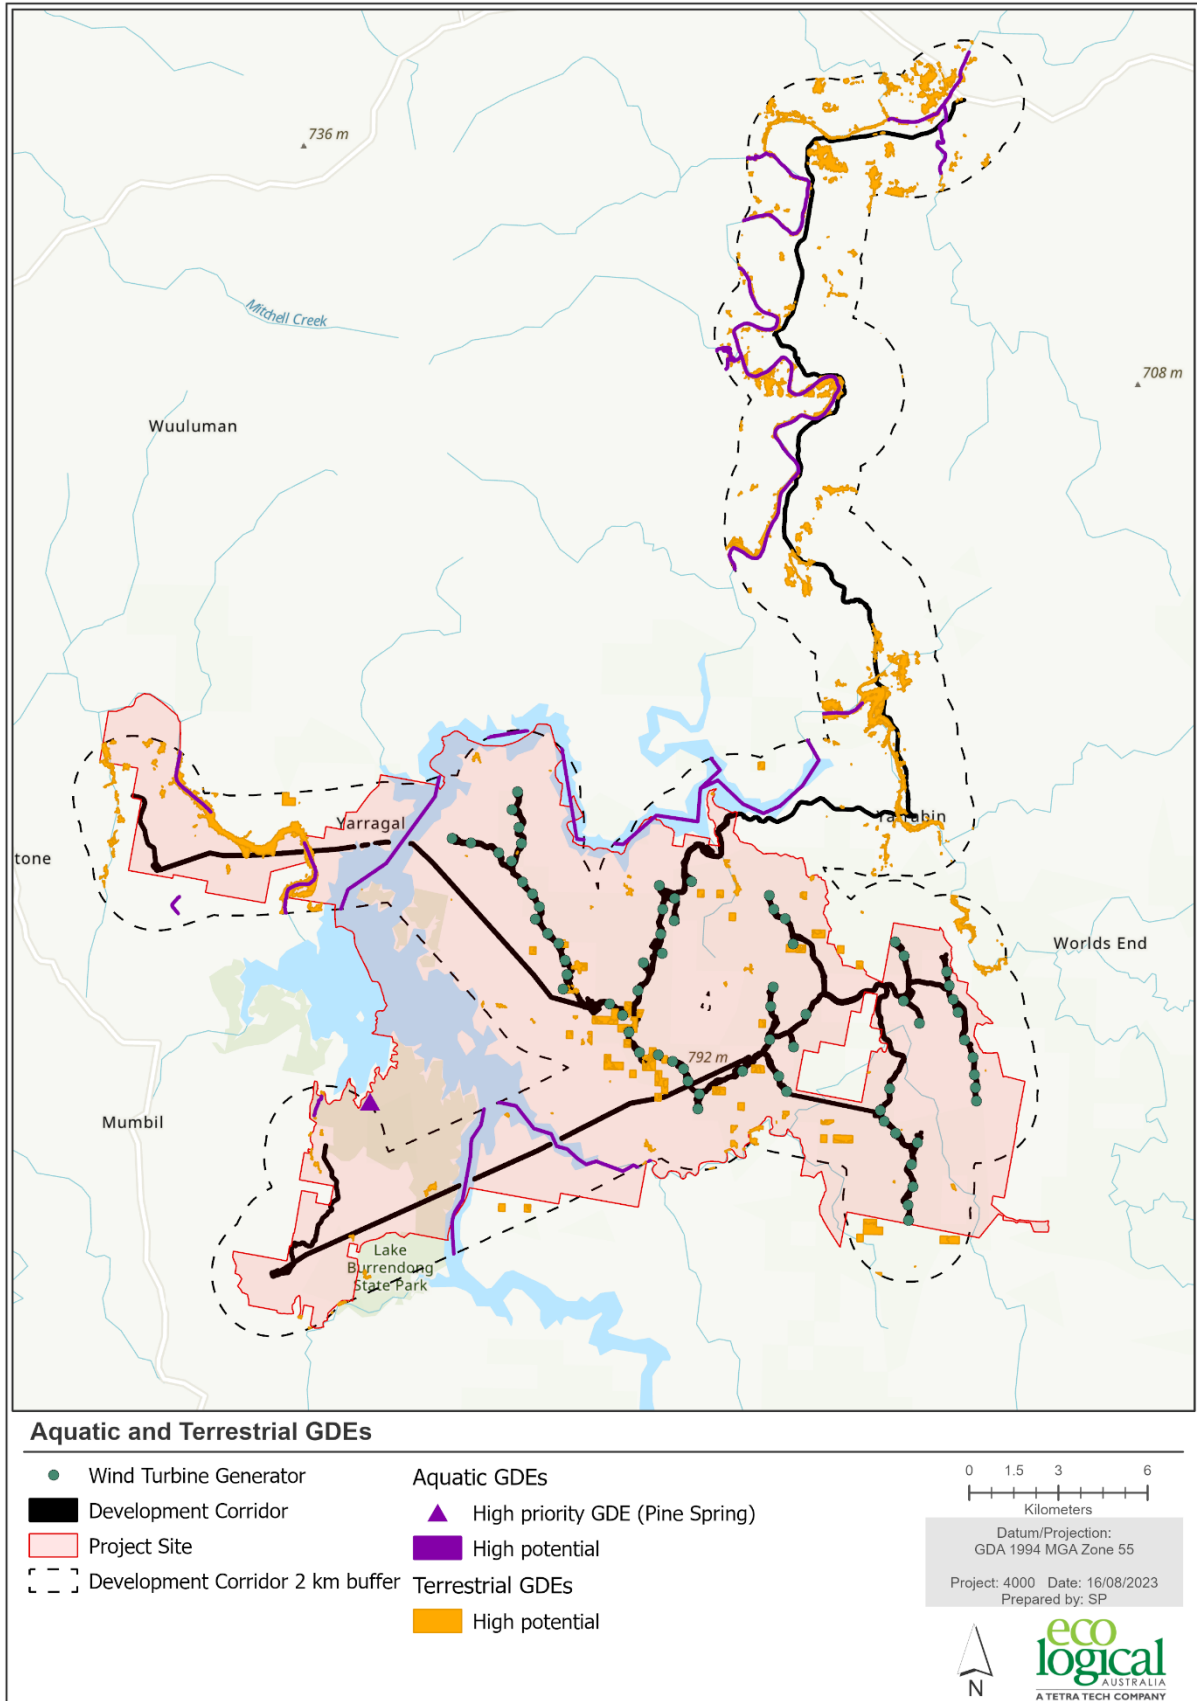 736 m
Mitchell Creek
708 m
Wuuluman
Yarragal
Yarrabin
tone
Worlds End
792 m
Mumbil
Lake
Burrendong
State Park
Aquatic and Terrestrial GDEs
Wind Turbine Generator
Development Corridor
Project Site
Development Corridor 2 km buffer
Aquatic GDEs
High priority GDE (Pine Spring)
High potential
Terrestrial GDEs
High potential
0 1.5 3 6
Kilometers
Datum/Projection:
GDA 1994 MGA Zone 55
Project: 4000 Date: 16/08/2023
Prepared by: SP
N
eco
logical
AUSTRALIA
A TETRA TECH COMPANY